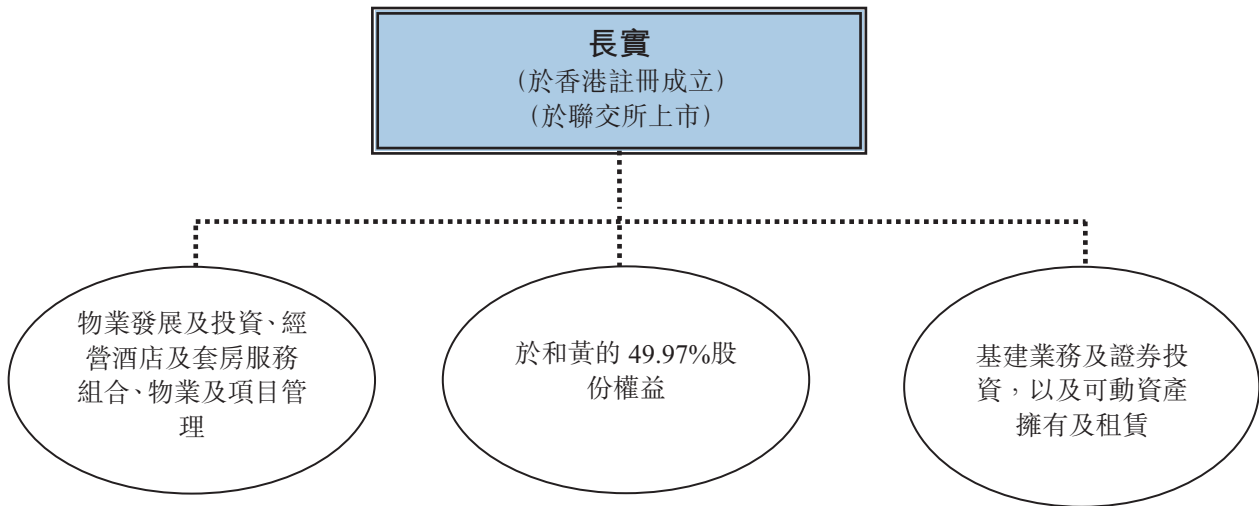 長實
(於香港註冊成立)
(於聯交所上市)
物業發展及投資、經
營酒店及套房服務
組合、物業及項目管
理
於和黃的 49.97%股
份權益
基建業務及證券投
資,以及可動資產
擁有及租賃